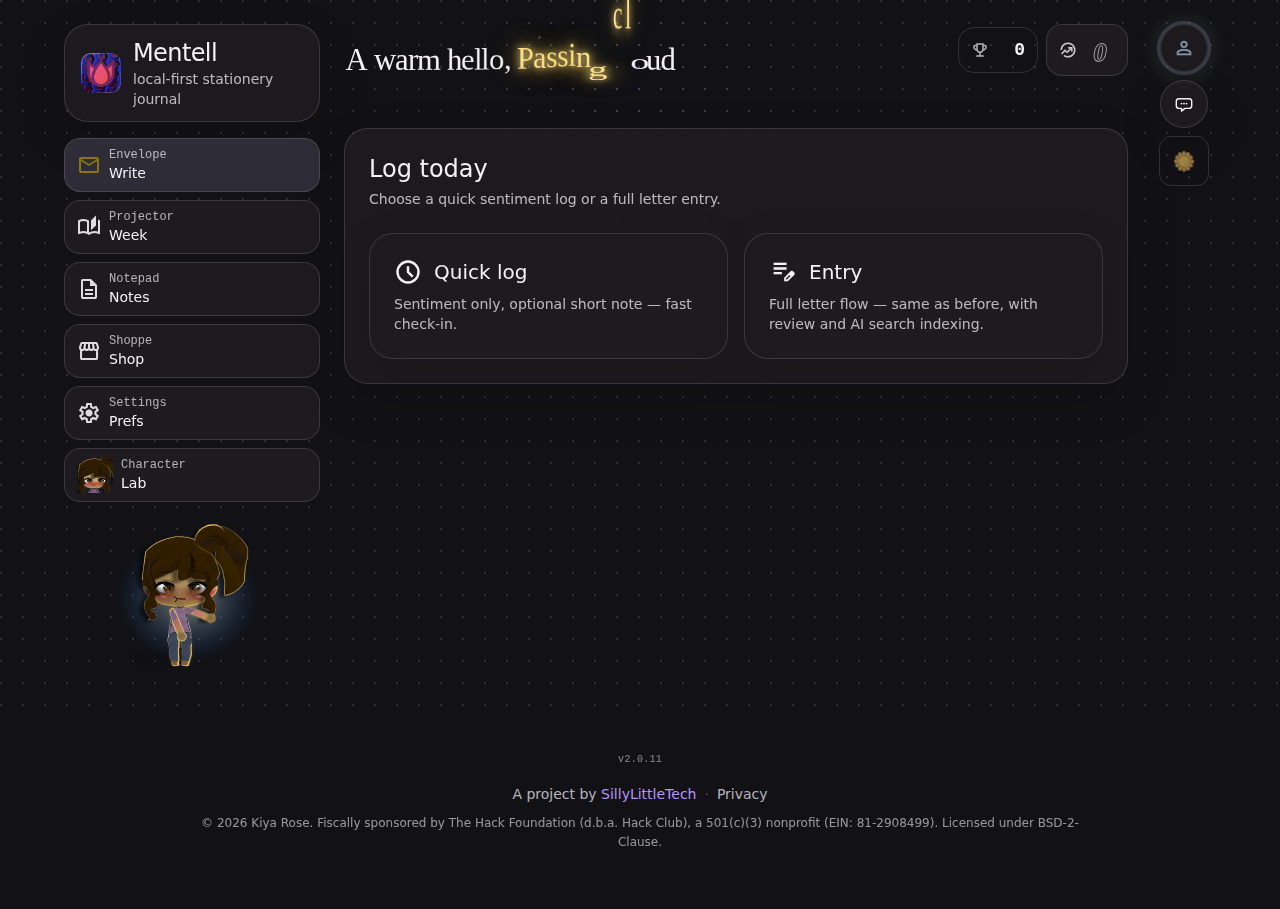 Mentell
local-first stationery
journal
Envelope
Write
Projector
Week
Notepad
Notes
Shoppe
Shop
Settings
Prefs
Character
Lab
A warm hello, Passing cloud
0
0
Log today
Choose a quick sentiment log or a full letter entry.
Quick log
Sentiment only, optional short note — fast
check-in.
Entry
Full letter flow — same as before, with
review and AI search indexing.
v2.0.11
A project by SillyLittleTech · Privacy
© 2026 Kiya Rose. Fiscally sponsored by The Hack Foundation (d.b.a. Hack Club), a 501(c)(3) nonprofit (EIN: 81-2908499). Licensed under BSD-2-
Clause.